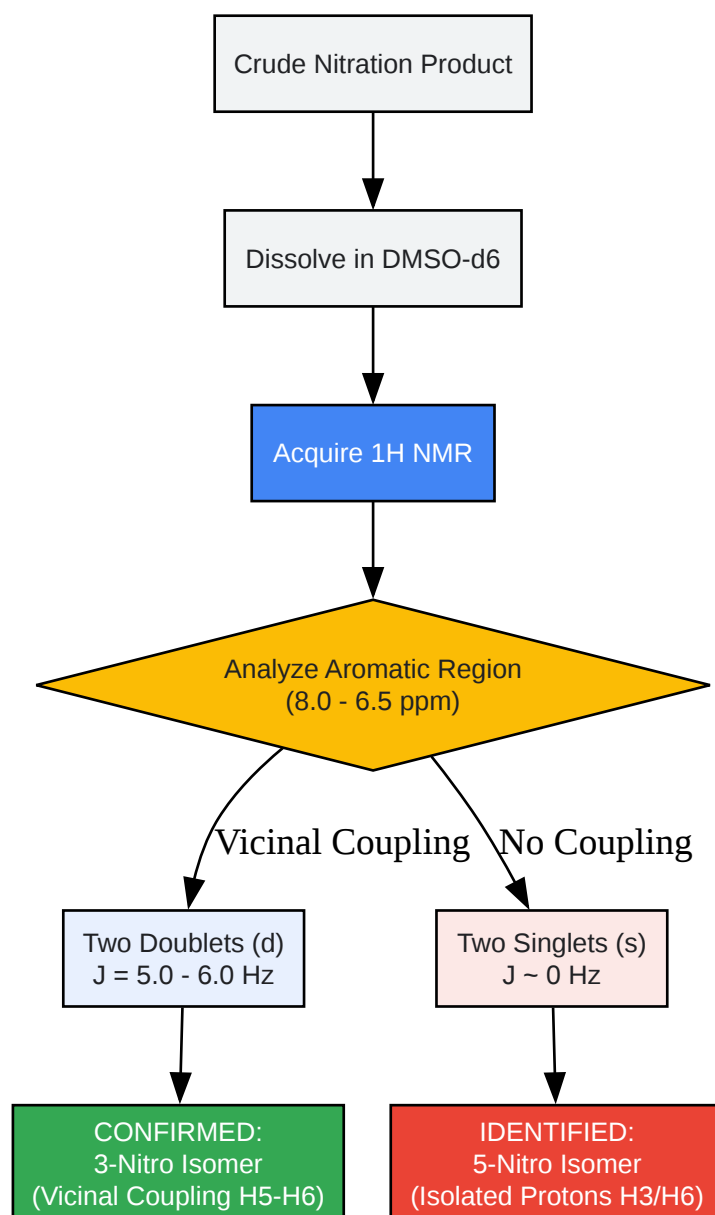 Crude Nitration Product
Dissolve in DMSO-d6
Acquire 1H NMR
Analyze Aromatic Region
(8.0 - 6.5 ppm)
Vicinal Coupling
No Coupling
Two Doublets (d)
J = 5.0 - 6.0 Hz
Two Singlets (s)
J ~ 0 Hz
CONFIRMED:
3-Nitro Isomer
(Vicinal Coupling H5-H6)
IDENTIFIED:
5-Nitro Isomer
(Isolated Protons H3/H6)